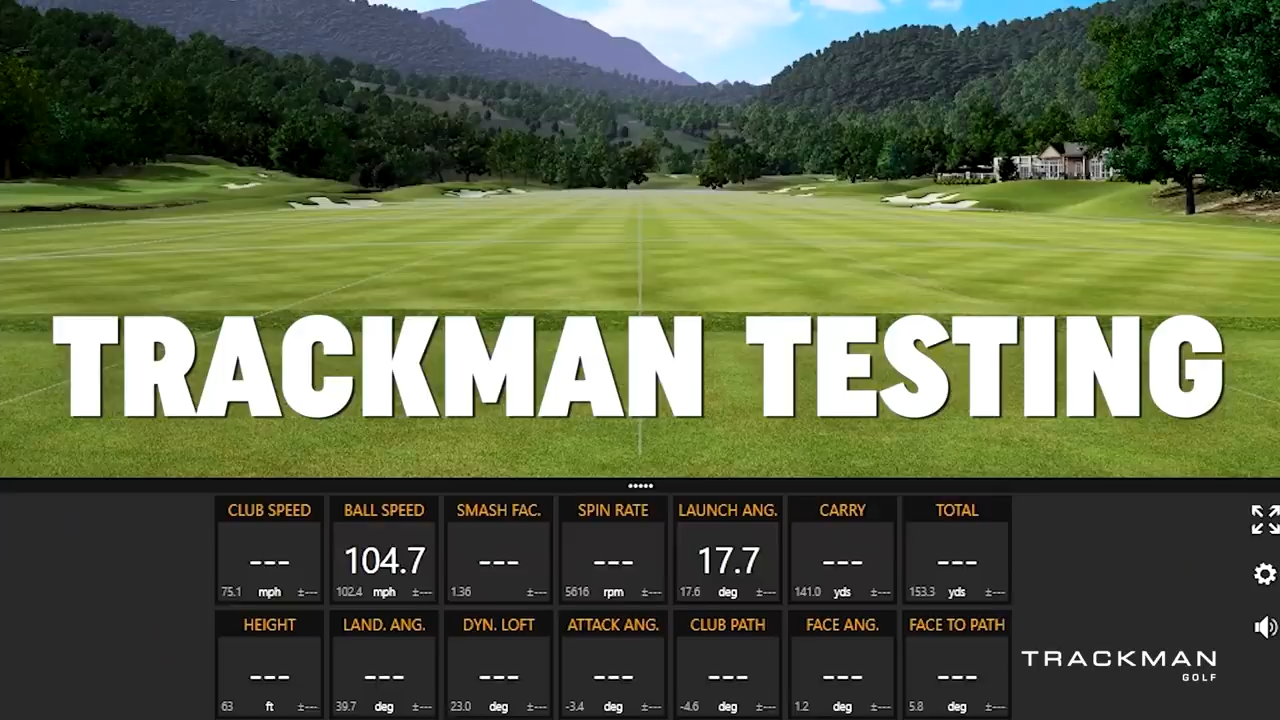 TRACKMAN TESTING
CLUB SPEED BALL SPEED SMASH FAC. SPIN RATE LAUNCH ANG. CARRY TOTAL
--- 104.7 --- --- 17.7 --- ---
75.1 mph ±--- 102.4 mph ±--- 1.36 ±--- 5616 rpm ±--- 17.6 deg ±--- 141.0 yds ±--- 153.3 yds ±---
HEIGHT LAND. ANG. DYN. LOFT ATTACK ANG. CLUB PATH FACE ANG. FACE TO PATH
--- --- --- --- --- --- ---
63 ft ±--- 39.7 deg ±--- 23.0 deg ±--- -3.4 deg ±--- -4.6 deg ±--- 1.2 deg ±--- 5.8 deg ±---
TRACKMAN
GOLF